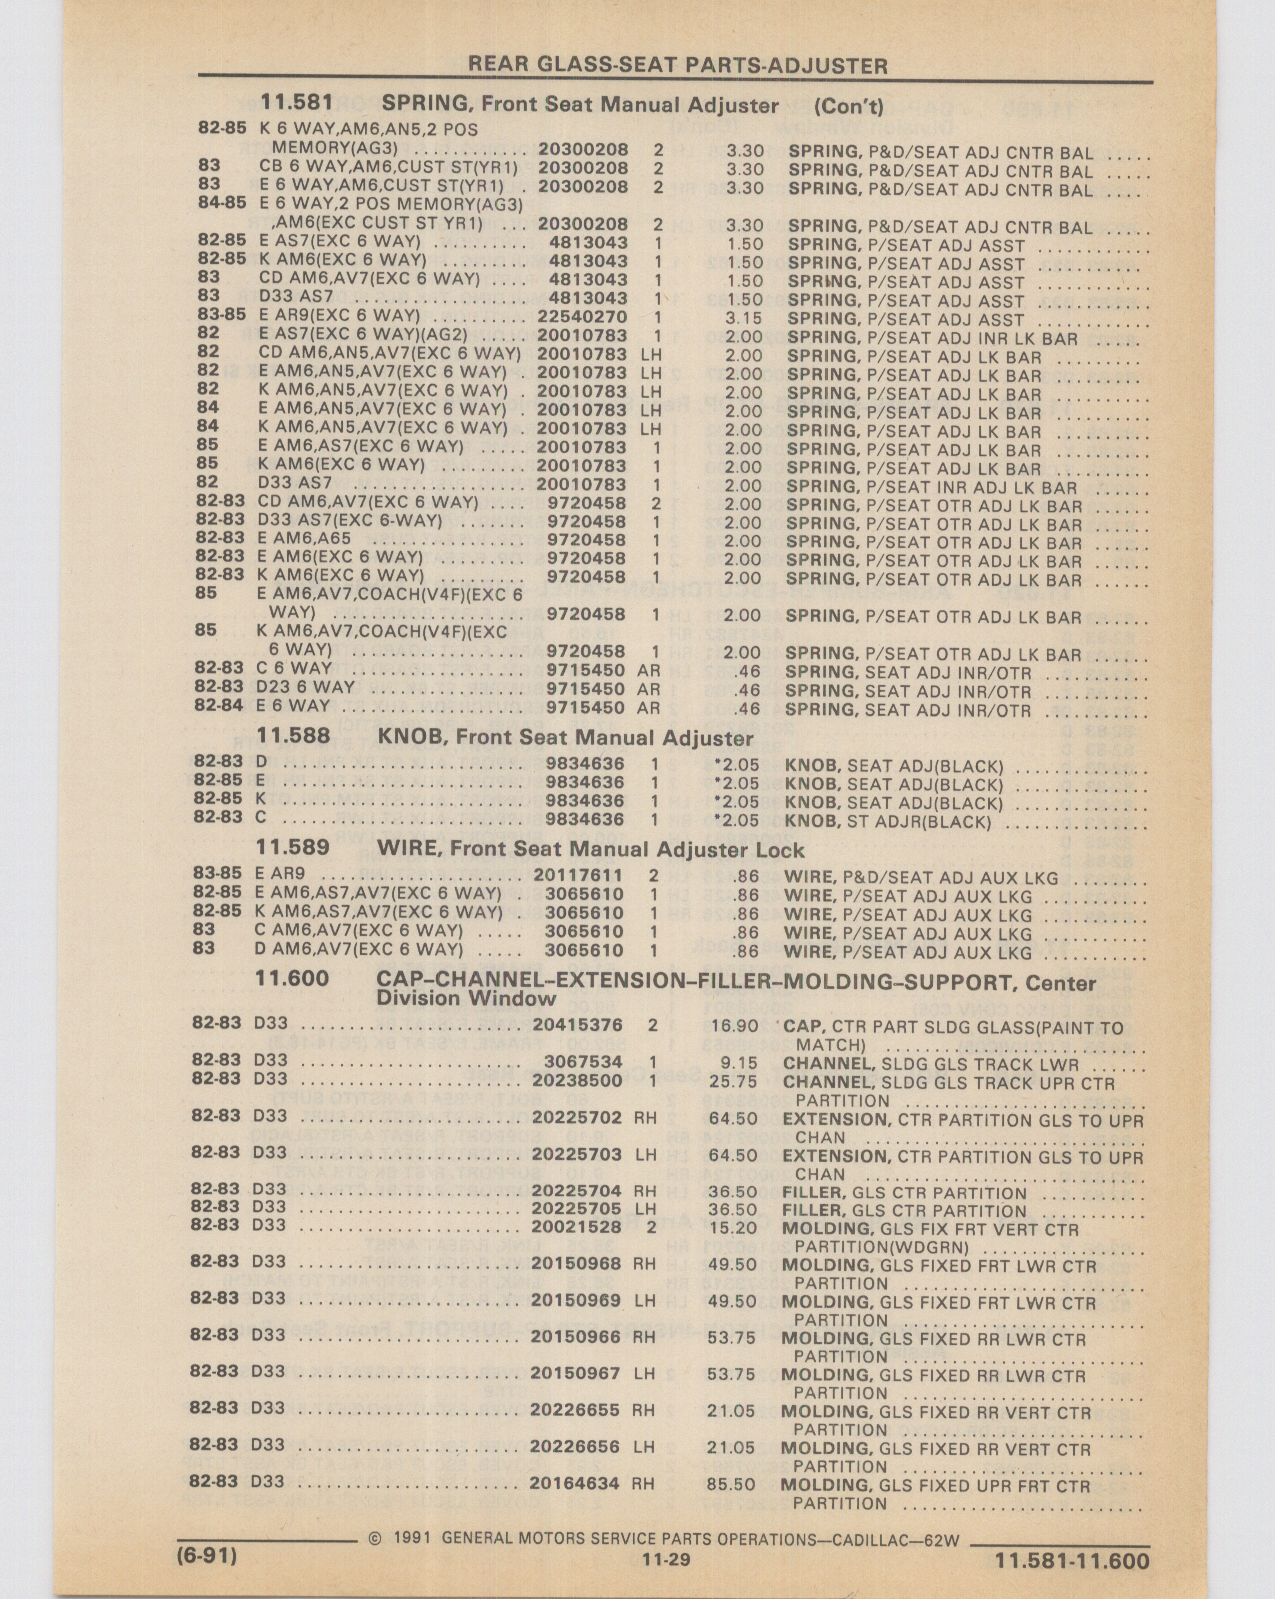 REAR GLASS-SEAT PARTS-ADJUSTER
11.581 SPRING, Front Seat Manual Adjuster (Con't)
82-85 K 6 WAY,AM6,AN5,2 POS
MEMORY(AG3) ............ 20300208 2 3.30 SPRING, P&D/SEAT ADJ CNTR BAL .....
83 CB 6 WAY,AM6,CUST ST(YR1) 20300208 2 3.30 SPRING, P&D/SEAT ADJ CNTR BAL .....
83 E 6 WAY,AM6,CUST ST(YR1) . 20300208 2 3.30 SPRING, P&D/SEAT ADJ CNTR BAL .....
84-85 E 6 WAY,2 POS MEMORY(AG3)
,AM6(EXC CUST ST YR1) ... 20300208 2 3.30 SPRING, P&D/SEAT ADJ CNTR BAL .....
82-85 E AS7(EXC 6 WAY) .......... 4813043 1 1.50 SPRING, P/SEAT ADJ ASST ............
82-85 K AM6(EXC 6 WAY) ......... 4813043 1 1.50 SPRING, P/SEAT ADJ ASST ............
83 CD AM6,AV7(EXC 6 WAY) .... 4813043 1 1.50 SPRING, P/SEAT ADJ ASST ............
83 D33 AS7 .................. 4813043 1 1.50 SPRING, P/SEAT ADJ ASST ............
83-85 E AR9(EXC 6 WAY) .......... 22540270 1 3.15 SPRING, P/SEAT ADJ ASST ............
82 E AS7(EXC 6 WAY)(AG2) ..... 20010783 1 2.00 SPRING, P/SEAT ADJ INR LK BAR .....
82 CD AM6,AN5,AV7(EXC 6 WAY) 20010783 LH 2.00 SPRING, P/SEAT ADJ LK BAR .........
82 E AM6,AN5,AV7(EXC 6 WAY) . 20010783 LH 2.00 SPRING, P/SEAT ADJ LK BAR .........
82 K AM6,AN5,AV7(EXC 6 WAY) . 20010783 LH 2.00 SPRING, P/SEAT ADJ LK BAR .........
84 E AM6,AN5,AV7(EXC 6 WAY) . 20010783 LH 2.00 SPRING, P/SEAT ADJ LK BAR .........
84 K AM6,AN5,AV7(EXC 6 WAY) . 20010783 LH 2.00 SPRING, P/SEAT ADJ LK BAR .........
85 E AM6,AS7(EXC 6 WAY) ..... 20010783 1 2.00 SPRING, P/SEAT ADJ LK BAR .........
85 K AM6(EXC 6 WAY) ......... 20010783 1 2.00 SPRING, P/SEAT ADJ LK BAR .........
82 D33 AS7 .................. 20010783 1 2.00 SPRING, P/SEAT INR ADJ LK BAR ......
82-83 CD AM6,AV7(EXC 6 WAY) .... 9720458 2 2.00 SPRING, P/SEAT OTR ADJ LK BAR ......
82-83 D33 AS7(EXC 6-WAY) ....... 9720458 1 2.00 SPRING, P/SEAT OTR ADJ LK BAR ......
82-83 E AM6,A65 ................ 9720458 1 2.00 SPRING, P/SEAT OTR ADJ LK BAR ......
82-83 E AM6(EXC 6 WAY) ......... 9720458 1 2.00 SPRING, P/SEAT OTR ADJ LK BAR ......
82-83 K AM6(EXC 6 WAY) ......... 9720458 1 2.00 SPRING, P/SEAT OTR ADJ LK BAR ......
85 E AM6,AV7,COACH(V4F)(EXC 6
WAY) .................... 9720458 1 2.00 SPRING, P/SEAT OTR ADJ LK BAR ......
85 K AM6,AV7,COACH(V4F)(EXC
6 WAY) .................. 9720458 1 2.00 SPRING, P/SEAT OTR ADJ LK BAR ......
82-83 C 6 WAY .................. 9715450 AR .46 SPRING, SEAT ADJ INR/OTR ...........
82-83 D23 6 WAY ................ 9715450 AR .46 SPRING, SEAT ADJ INR/OTR ...........
82-84 E 6 WAY .................. 9715450 AR .46 SPRING, SEAT ADJ INR/OTR ...........
11.588 KNOB, Front Seat Manual Adjuster
82-83 D ........................ 9834636 1 *2.05 KNOB, SEAT ADJ(BLACK) ..............
82-85 E ........................ 9834636 1 *2.05 KNOB, SEAT ADJ(BLACK) ..............
82-85 K ........................ 9834636 1 *2.05 KNOB, SEAT ADJ(BLACK) ..............
82-83 C ........................ 9834636 1 *2.05 KNOB, ST ADJR(BLACK) ...............
11.589 WIRE, Front Seat Manual Adjuster Lock
83-85 E AR9 .................... 20117611 2 .86 WIRE, P&D/SEAT ADJ AUX LKG ........
82-85 E AM6,AS7,AV7(EXC 6 WAY) . 3065610 1 .86 WIRE, P/SEAT ADJ AUX LKG ...........
82-85 K AM6,AS7,AV7(EXC 6 WAY) . 3065610 1 .86 WIRE, P/SEAT ADJ AUX LKG ...........
83 C AM6,AV7(EXC 6 WAY) ..... 3065610 1 .86 WIRE, P/SEAT ADJ AUX LKG ...........
83 D AM6,AV7(EXC 6 WAY) ..... 3065610 1 .86 WIRE, P/SEAT ADJ AUX LKG ...........
11.600 CAP–CHANNEL–EXTENSION–FILLER–MOLDING–SUPPORT, Center
Division Window
82-83 D33 ....................... 20415376 2 16.90 CAP, CTR PART SLDG GLASS(PAINT TO
MATCH) ...........................
82-83 D33 ....................... 3067534 1 9.15 CHANNEL, SLDG GLS TRACK LWR ......
82-83 D33 ....................... 20238500 1 25.75 CHANNEL, SLDG GLS TRACK UPR CTR
PARTITION ........................
82-83 D33 ....................... 20225702 RH 64.50 EXTENSION, CTR PARTITION GLS TO UPR
CHAN .............................
82-83 D33 ....................... 20225703 LH 64.50 EXTENSION, CTR PARTITION GLS TO UPR
CHAN .............................
82-83 D33 ....................... 20225704 RH 36.50 FILLER, GLS CTR PARTITION ...........
82-83 D33 ....................... 20225705 LH 36.50 FILLER, GLS CTR PARTITION ...........
82-83 D33 ....................... 20021528 2 15.20 MOLDING, GLS FIX FRT VERT CTR
PARTITION(WDGRN) .................
82-83 D33 ....................... 20150968 RH 49.50 MOLDING, GLS FIXED FRT LWR CTR
PARTITION ........................
82-83 D33 ....................... 20150969 LH 49.50 MOLDING, GLS FIXED FRT LWR CTR
PARTITION ........................
82-83 D33 ....................... 20150966 RH 53.75 MOLDING, GLS FIXED RR LWR CTR
PARTITION ........................
82-83 D33 ....................... 20150967 LH 53.75 MOLDING, GLS FIXED RR LWR CTR
PARTITION ........................
82-83 D33 ....................... 20226655 RH 21.05 MOLDING, GLS FIXED RR VERT CTR
PARTITION ........................
82-83 D33 ....................... 20226656 LH 21.05 MOLDING, GLS FIXED RR VERT CTR
PARTITION ........................
82-83 D33 ....................... 20164634 RH 85.50 MOLDING, GLS FIXED UPR FRT CTR
PARTITION ........................
© 1991 GENERAL MOTORS SERVICE PARTS OPERATIONS—CADILLAC—62W
(6-91) 11-29 11.581-11.600